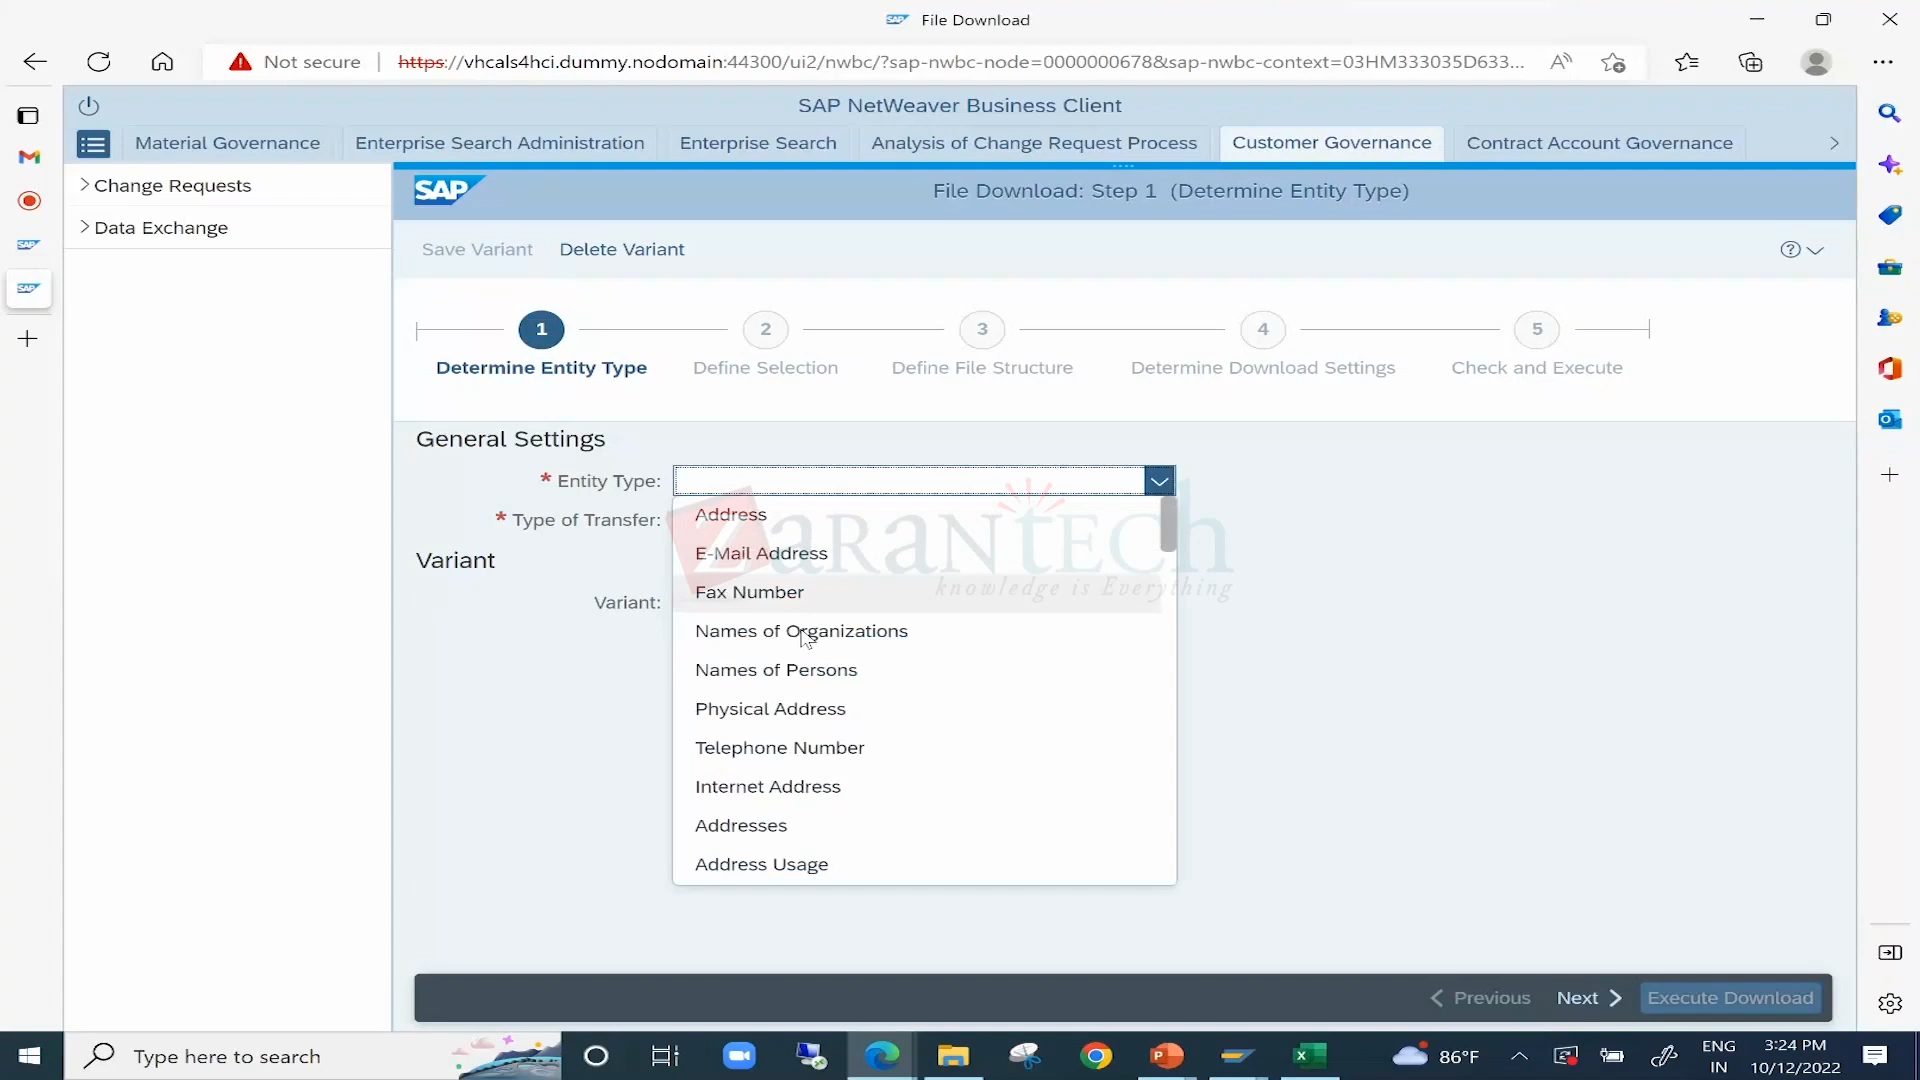 SAP File Download
Not secure | https://vhcals4hci.dummy.nodomain:44300/ui2/nwbc/?sap-nwbc-node=0000000678&sap-nwbc-context=03HM333035D633...
SAP NetWeaver Business Client
Material Governance
Enterprise Search Administration
Enterprise Search
Analysis of Change Request Process
Customer Governance
Contract Account Governance
Change Requests
Data Exchange
SAP
File Download: Step 1 (Determine Entity Type)
Save Variant
Delete Variant
1
2
3
4
5
Determine Entity Type
Define Selection
Define File Structure
Determine Download Settings
Check and Execute
General Settings
* Entity Type:
* Type of Transfer:
Variant
Variant:
Address
E-Mail Address
Fax Number
Names of Organizations
Names of Persons
Physical Address
Telephone Number
Internet Address
Addresses
Address Usage
ZaranTech
knowledge is Everything
Previous
Next
Execute Download
Type here to search
86°F
ENG
IN
3:24 PM
10/12/2022